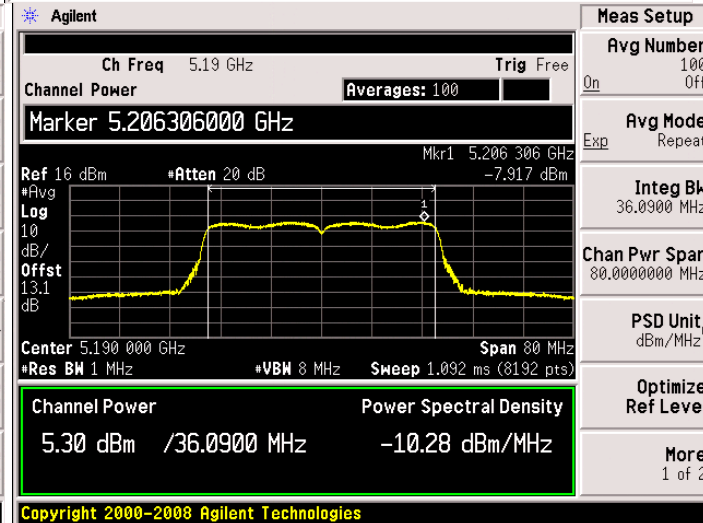 Agilent
Meas Setup
Ch Freq 5.19 GHz Trig Free
Channel Power Averages: 100
Marker 5.206306000 GHz
Mkr1 5.206 306 GHz
Ref 16 dBm #Atten 20 dB -7.917 dBm
#Avg
Log
10
dB/
Offst
13.1
dB
1
Center 5.190 000 GHz Span 80 MHz
#Res BW 1 MHz #VBW 8 MHz Sweep 1.092 ms (8192 pts)
Channel Power Power Spectral Density
5.30 dBm /36.0900 MHz -10.28 dBm/MHz
Copyright 2000-2008 Agilent Technologies
Avg Number
100
On Off
Avg Mode
Exp Repeat
Integ BW
36.0900 MHz
Chan Pwr Span
80.0000000 MHz
PSD Unit
dBm/MHz
Optimize
Ref Level
More
1 of 2